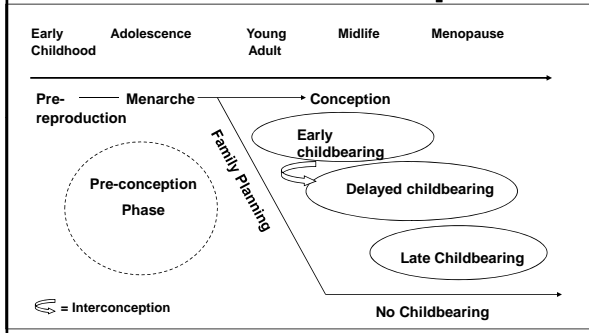 Early Childhood
Adolescence
Young Adult
Midlife
Menopause
Pre-reproduction
Menarche
Conception
Early childbearing
Family Planning
Pre-conception Phase
Delayed childbearing
Late Childbearing
= Interconception
No Childbearing